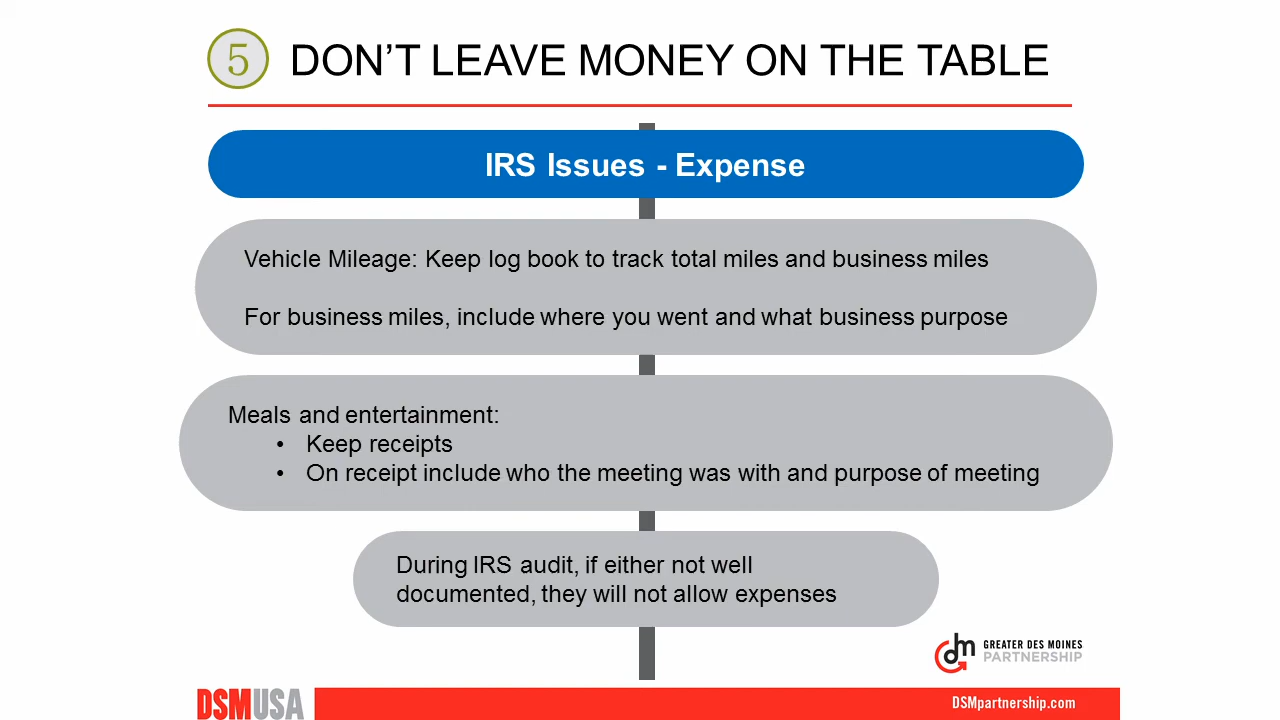 5 DON’T LEAVE MONEY ON THE TABLE
IRS Issues - Expense
Vehicle Mileage: Keep log book to track total miles and business miles
For business miles, include where you went and what business purpose
Meals and entertainment:
• Keep receipts
• On receipt include who the meeting was with and purpose of meeting
During IRS audit, if either not well
documented, they will not allow expenses
dm GREATER DES MOINES
PARTNERSHIP
DSMUSA
DSMpartnership.com